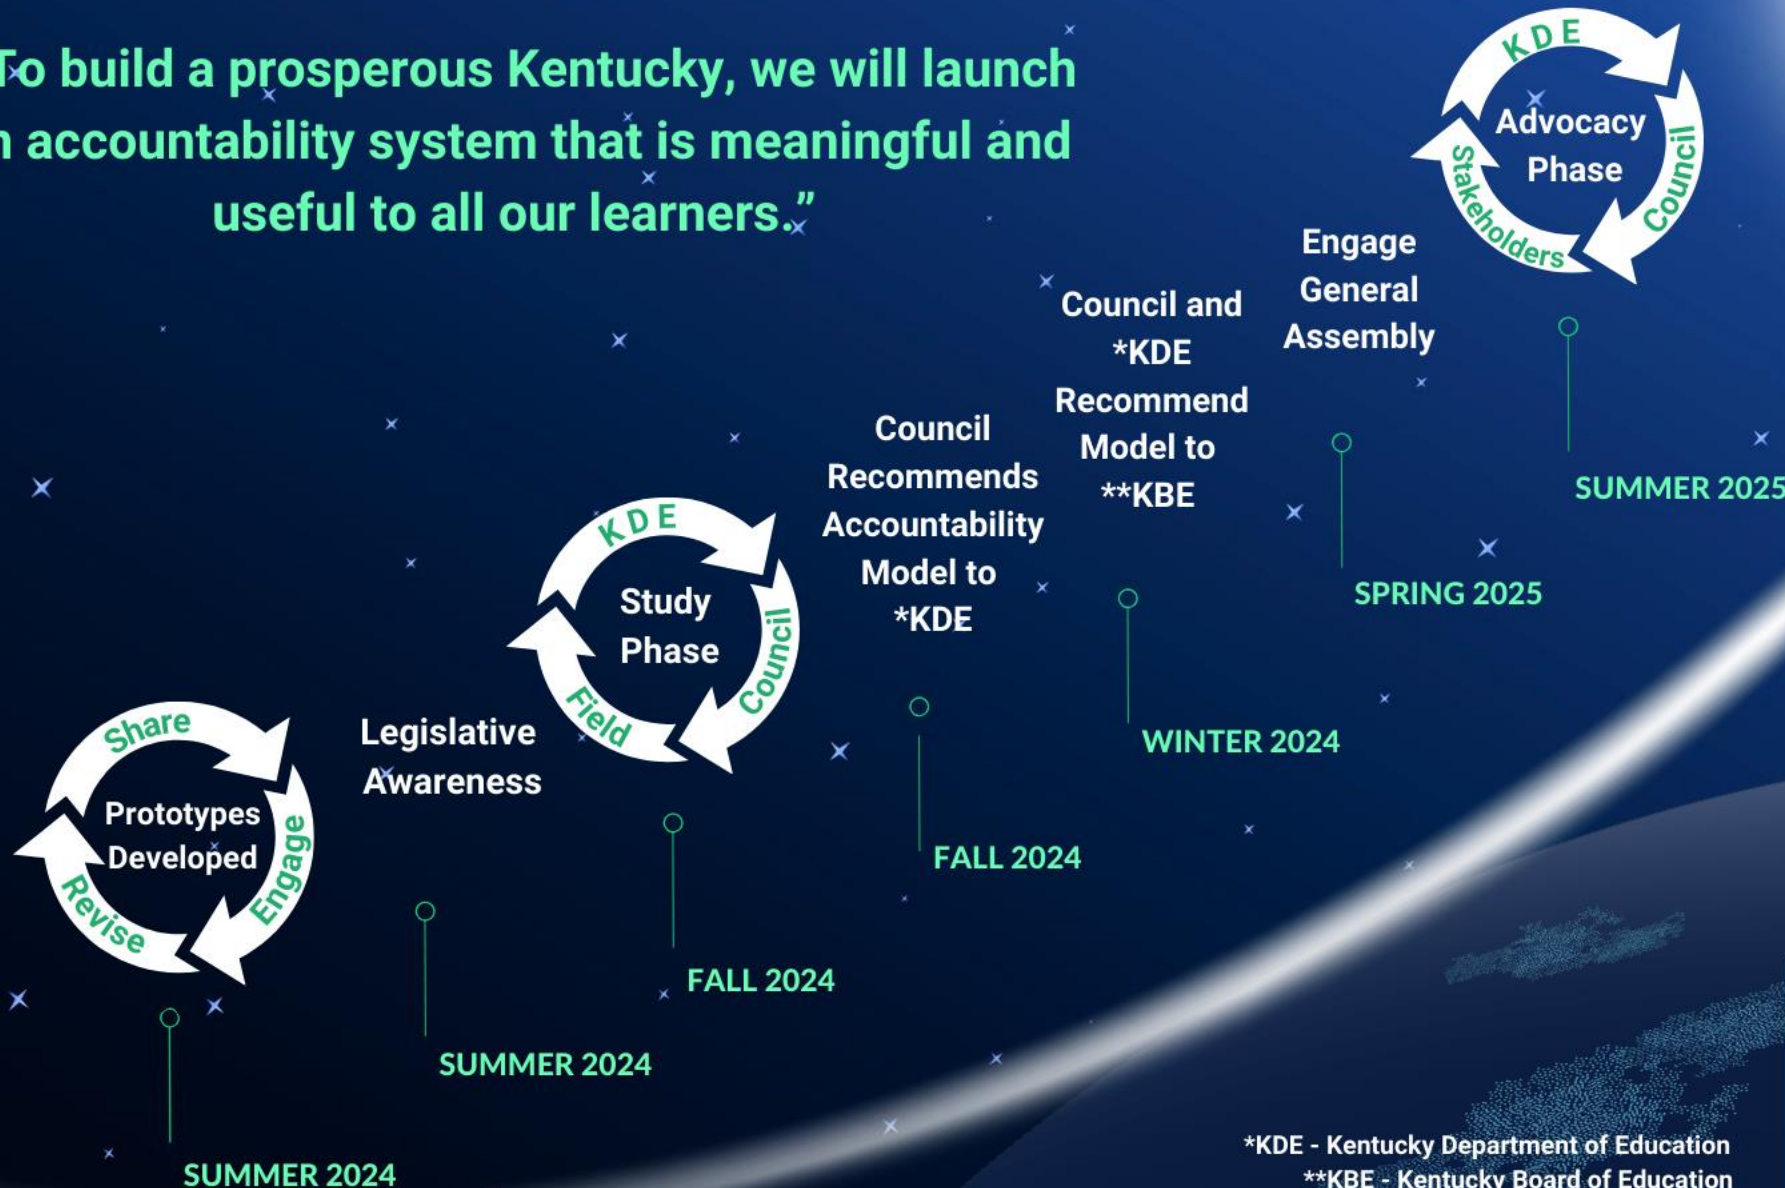 To build a prosperous Kentucky, we will launch
accountability system that is meaningful and
useful to all our learners.”
Share
Engage
Revise
Prototypes
Developed
SUMMER 2024
Legislative
Awareness
SUMMER 2024
KDE
Council
Field
Study
Phase
FALL 2024
Council
Recommends
Accountability
Model to
*KDE
FALL 2024
Council and
*KDE
Recommend
Model to
**KBE
WINTER 2024
Engage
General
Assembly
SPRING 2025
KDE
Council
Stakeholders
Advocacy
Phase
SUMMER 2025
*KDE - Kentucky Department of Education
**KBE - Kentucky Board of Education